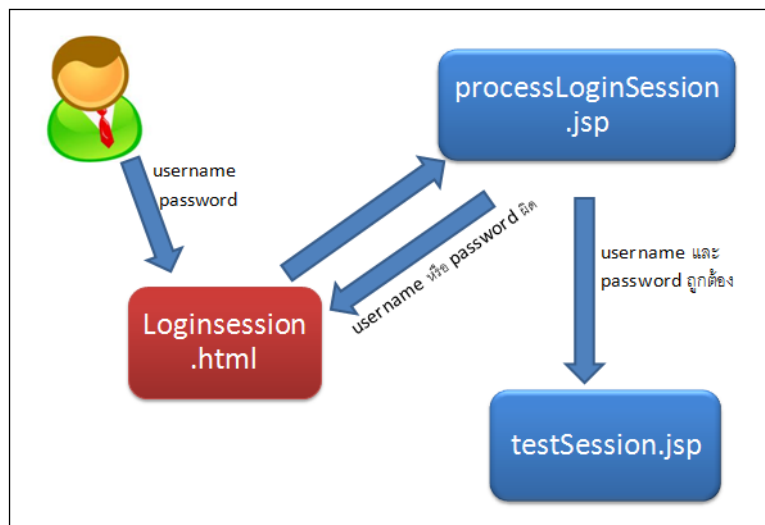 username
password
processLoginSession
.jsp
username หรือ password ผิด
username และ
password ถูกต้อง
Loginsession
.html
testSession.jsp